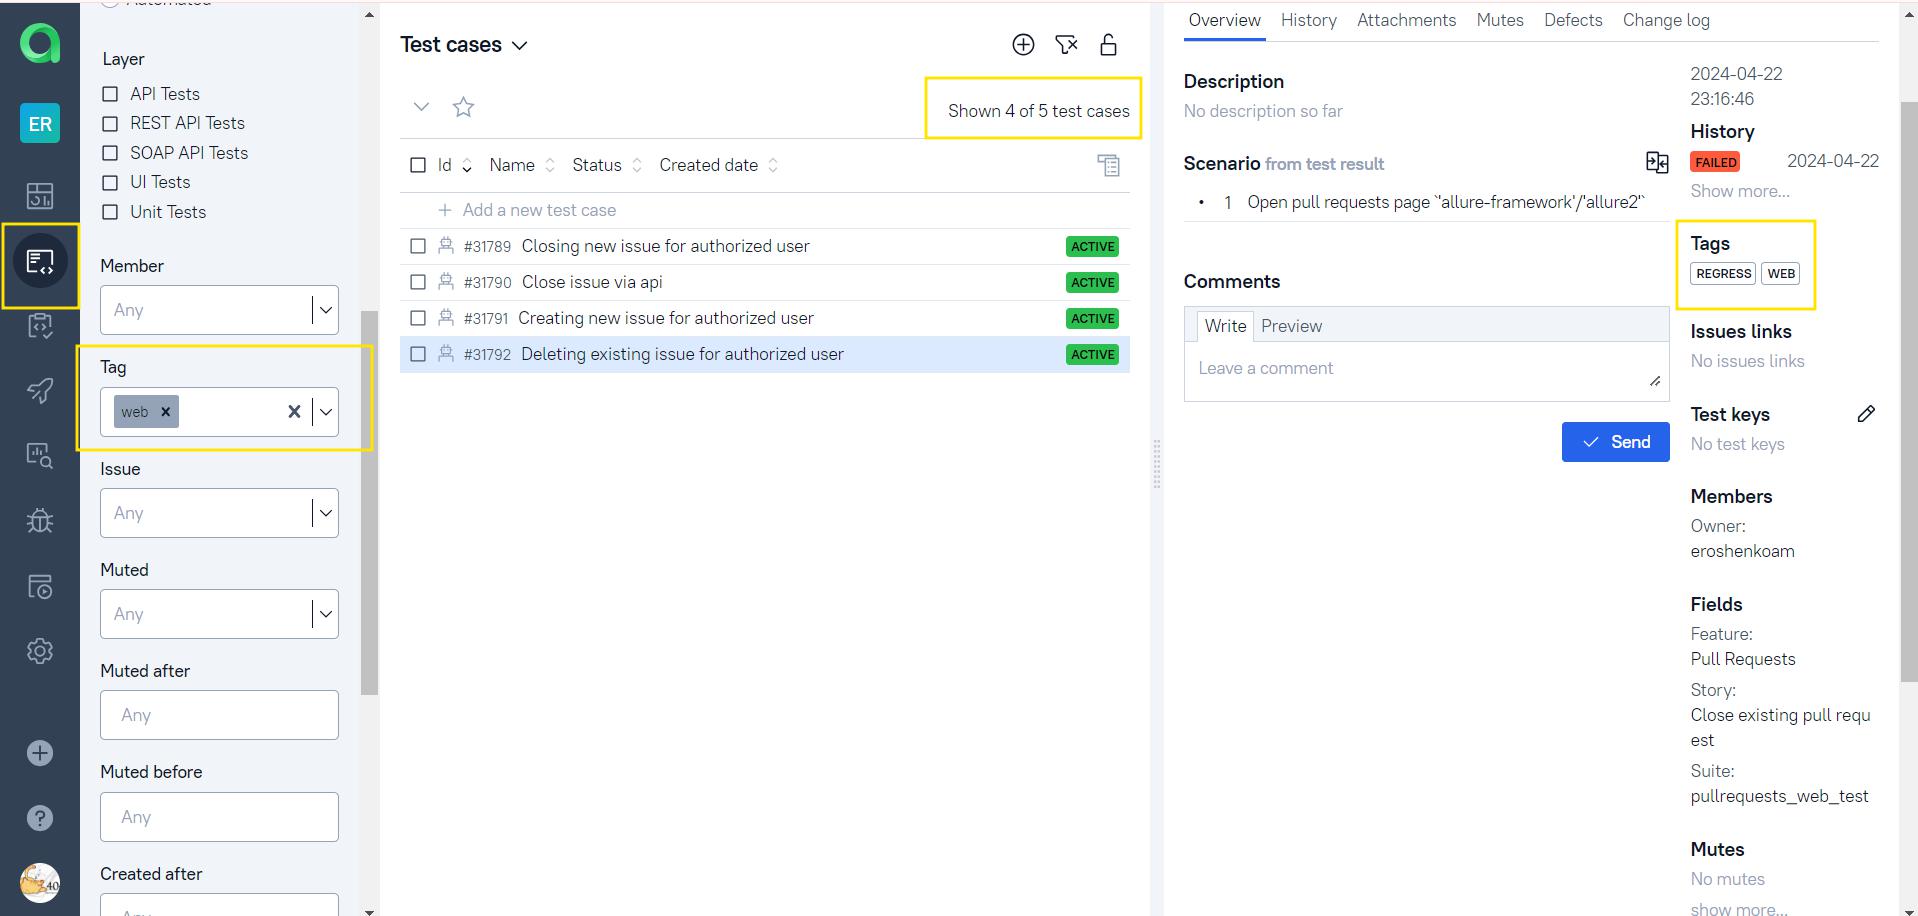 ER
Automated
Layer
API Tests
REST API Tests
SOAP API Tests
UI Tests
Unit Tests
Member
Any
Tag
web
Issue
Any
Muted
Any
Muted after
Any
Muted before
Any
Created after
Any
40
Test cases
Shown 4 of 5 test cases
Id Name Status Created date
Add a new test case
#31789 Closing new issue for authorized user ACTIVE
#31790 Close issue via api ACTIVE
#31791 Creating new issue for authorized user ACTIVE
#31792 Deleting existing issue for authorized user ACTIVE
Overview History Attachments Mutes Defects Change log
Description
No description so far
Scenario from test result
1 Open pull requests page `'allure-framework'/'allure2'`
Comments
Write Preview
Leave a comment
Send
2024-04-22
23:16:46
History
FAILED 2024-04-22
Show more...
Tags
REGRESS WEB
Issues links
No issues links
Test keys
No test keys
Members
Owner:
eroshenkoam
Fields
Feature:
Pull Requests
Story:
Close existing pull requ
est
Suite:
pullrequests_web_test
Mutes
No mutes
show more...